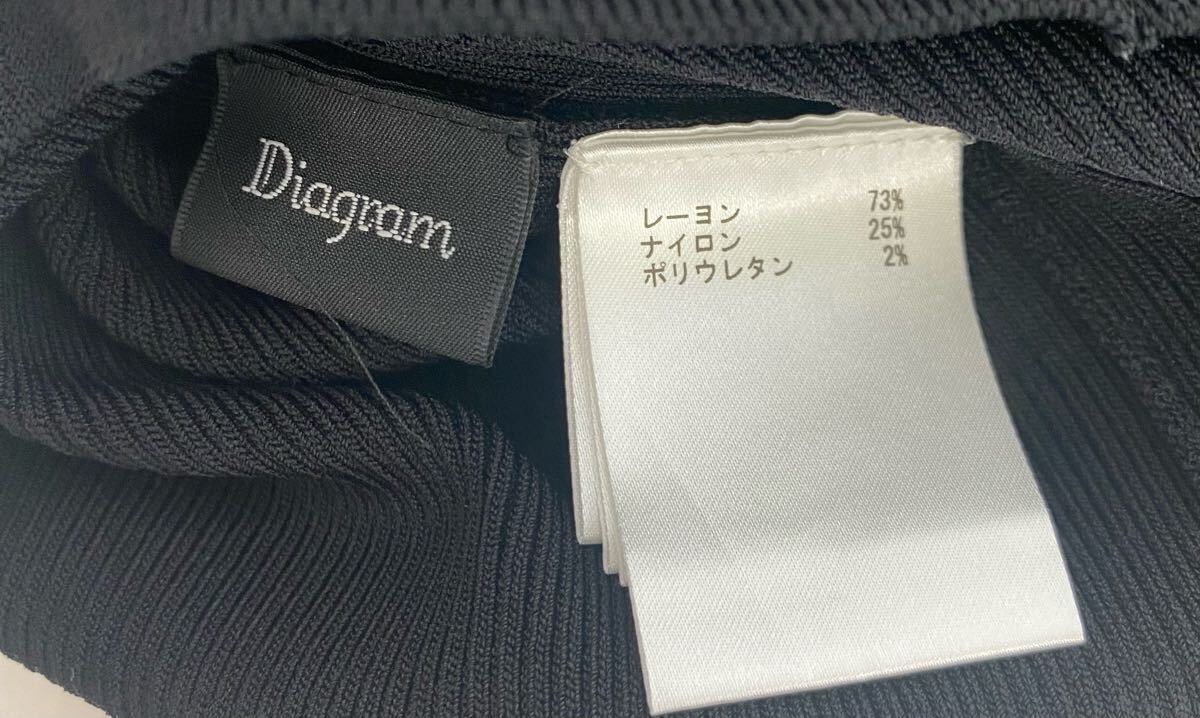 Diagram
レーヨン 73%
ナイロン 25%
ポリウレタン 2%